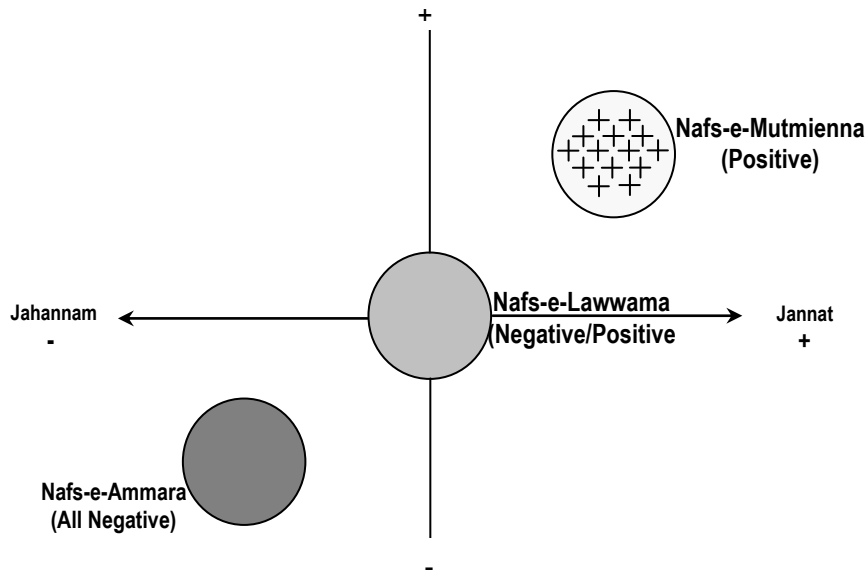 +
Nafs-e-Mutmienna
(Positive)
Nafs-e-Lawwama
(Negative/Positive
Jahannam
-
Jannat
+
Nafs-e-Ammara
(All Negative)
-